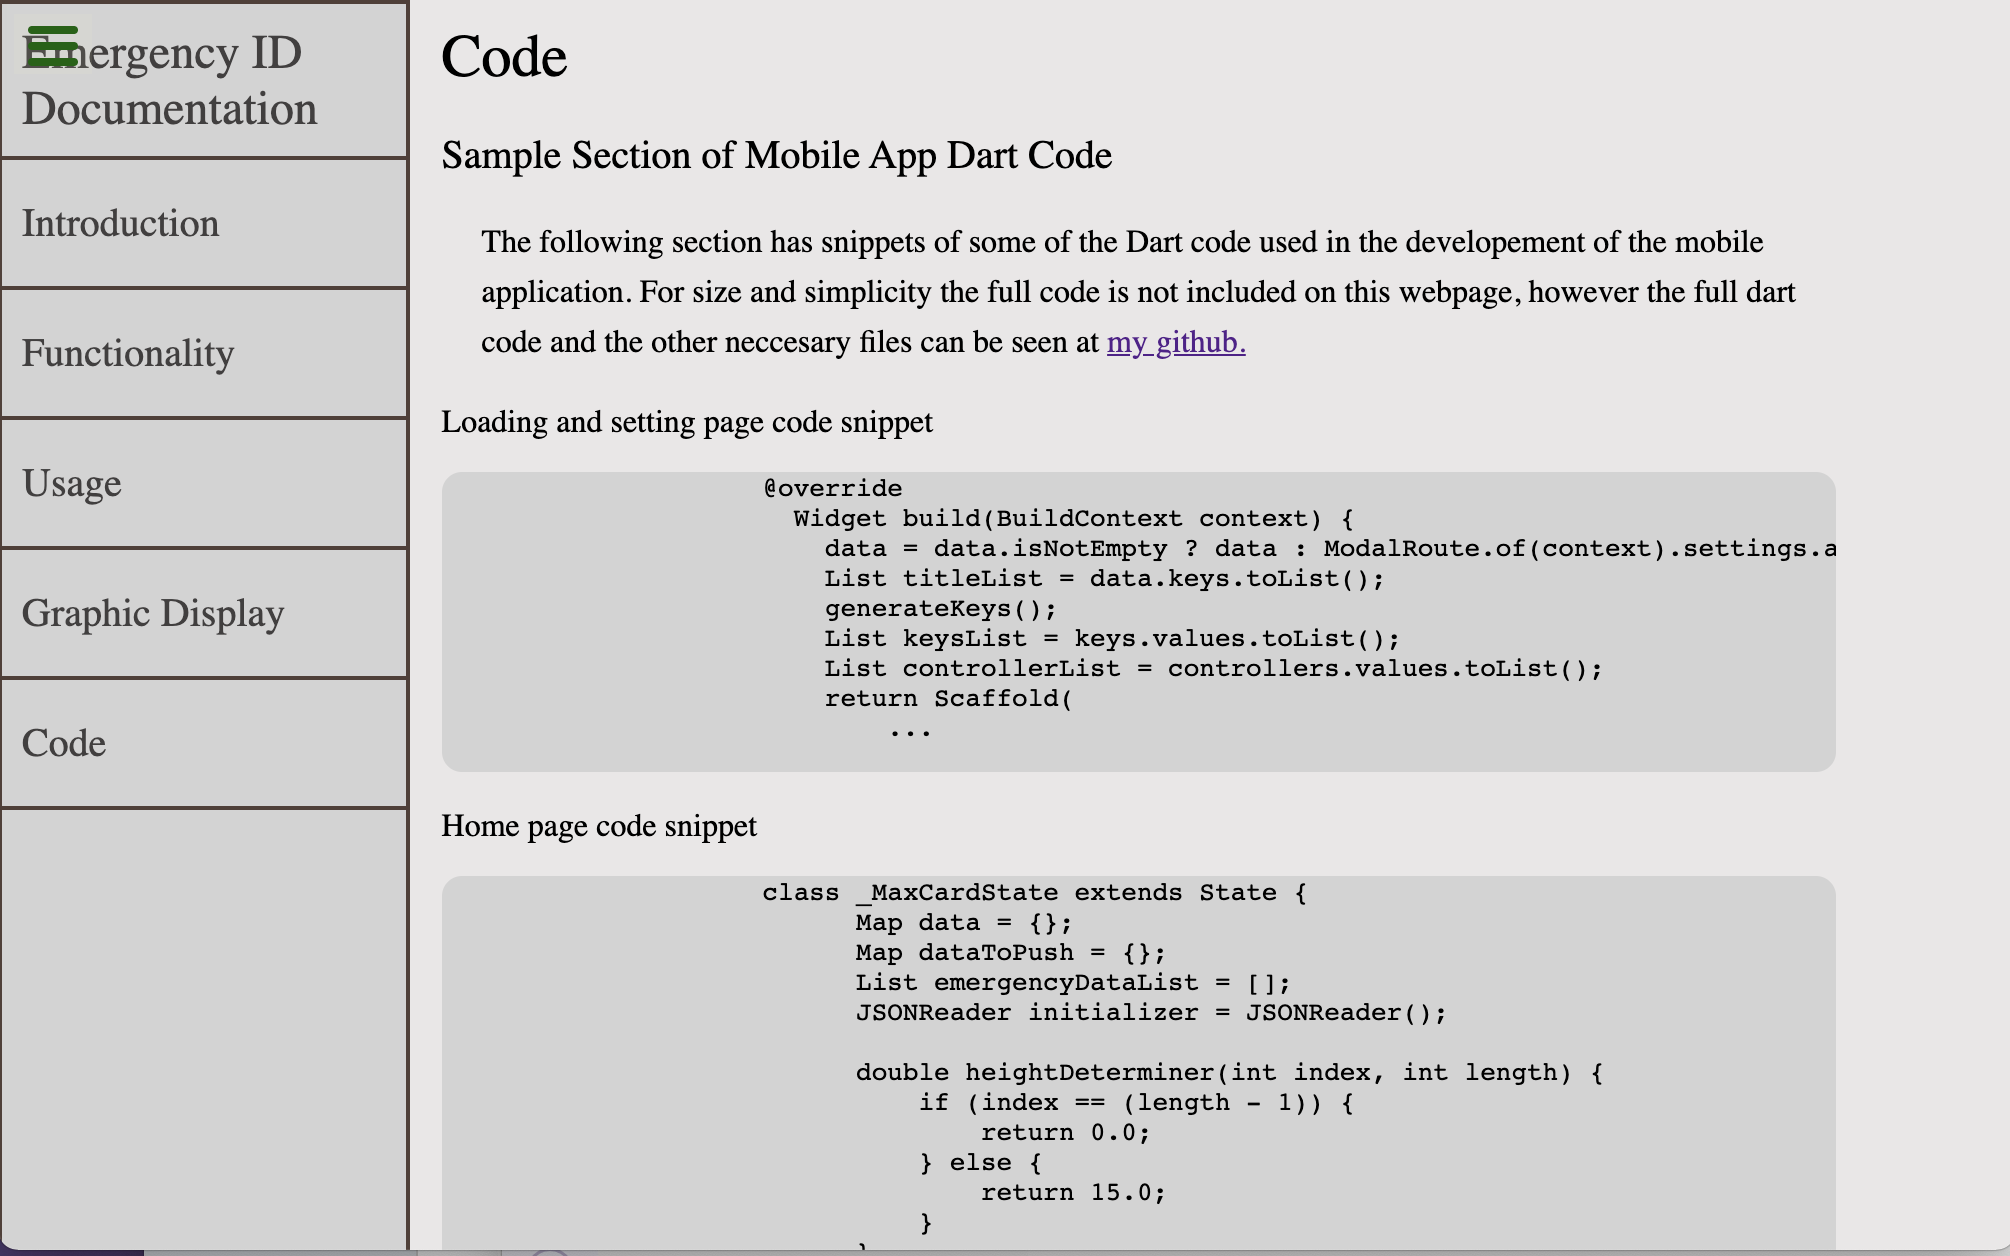 Emergency ID
Documentation
Introduction
Functionality
Usage
Graphic Display
Code
Code
Sample Section of Mobile App Dart Code
The following section has snippets of some of the Dart code used in the developement of the mobile
application. For size and simplicity the full code is not included on this webpage, however the full dart
code and the other neccesary files can be seen at my github.
Loading and setting page code snippet
@override
  Widget build(BuildContext context) {
    data = data.isNotEmpty ? data : ModalRoute.of(context).settings.a
    List titleList = data.keys.toList();
    generateKeys();
    List keysList = keys.values.toList();
    List controllerList = controllers.values.toList();
    return Scaffold(
        ...
Home page code snippet
class _MaxCardState extends State {
      Map data = {};
      Map dataToPush = {};
      List emergencyDataList = [];
      JSONReader initializer = JSONReader();
      double heightDeterminer(int index, int length) {
          if (index == (length - 1)) {
              return 0.0;
          } else {
              return 15.0;
          }